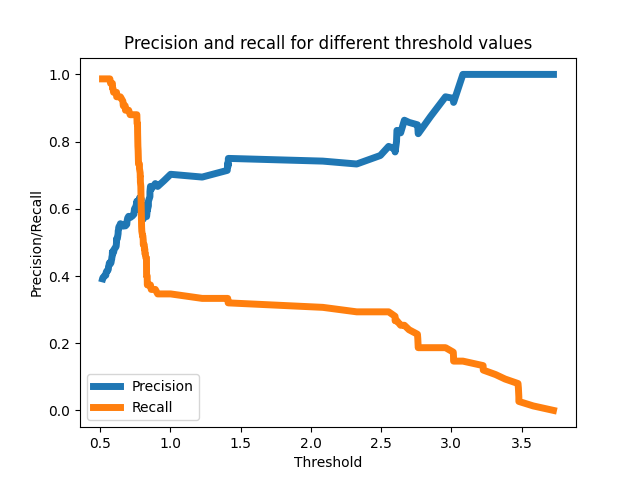 Precision and recall for different threshold values
Precision/Recall
1.0
0.8
0.6
0.4
0.2
0.0
Precision
Recall
0.5 1.0 1.5 2.0 2.5 3.0 3.5
Threshold